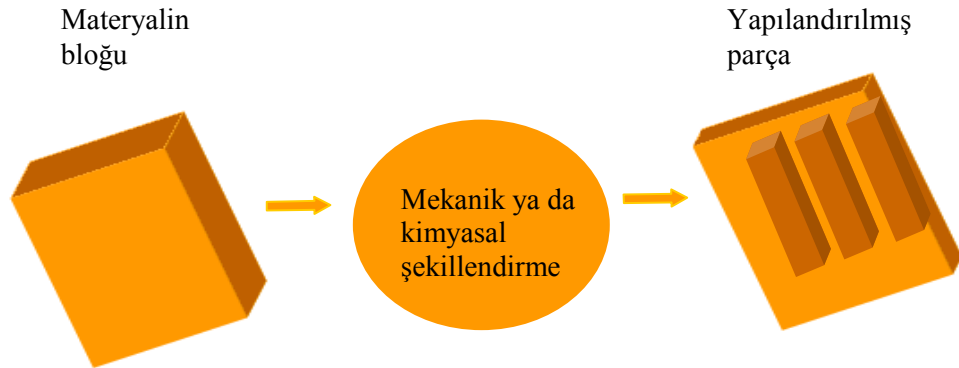 Materyalin
bloğu
Mekanik ya da
kimyasal
şekillendirme
Yapılandırılmış
parça